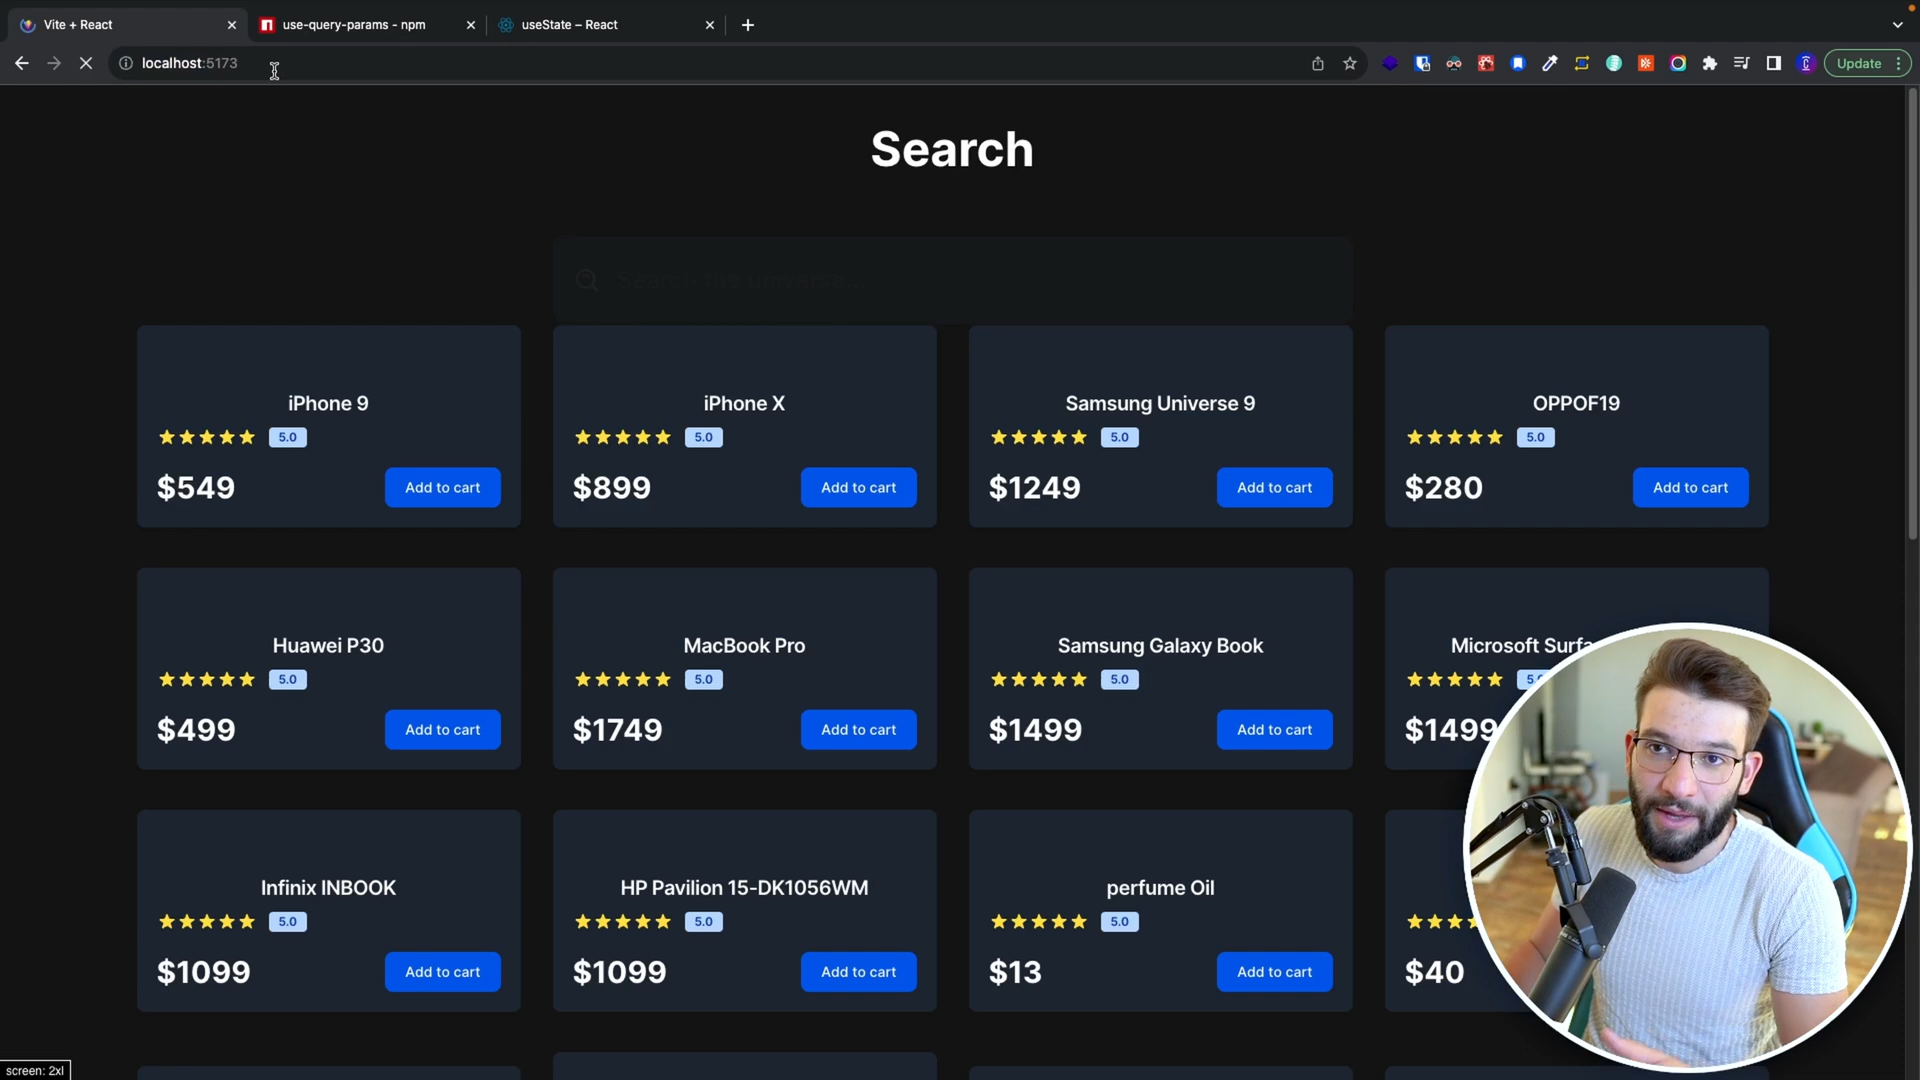 Vite + React
use-query-params - npm
useState – React
localhost:5173
Update
Search
Search the universe...
iPhone 9
5.0
$549
Add to cart
iPhone X
5.0
$899
Add to cart
Samsung Universe 9
5.0
$1249
Add to cart
OPPOF19
5.0
$280
Add to cart
Huawei P30
5.0
$499
Add to cart
MacBook Pro
5.0
$1749
Add to cart
Samsung Galaxy Book
5.0
$1499
Add to cart
Microsoft Surfa
$1499
Infinix INBOOK
5.0
$1099
Add to cart
HP Pavilion 15-DK1056WM
5.0
$1099
Add to cart
perfume Oil
5.0
$13
Add to cart
$40
screen: 2xl